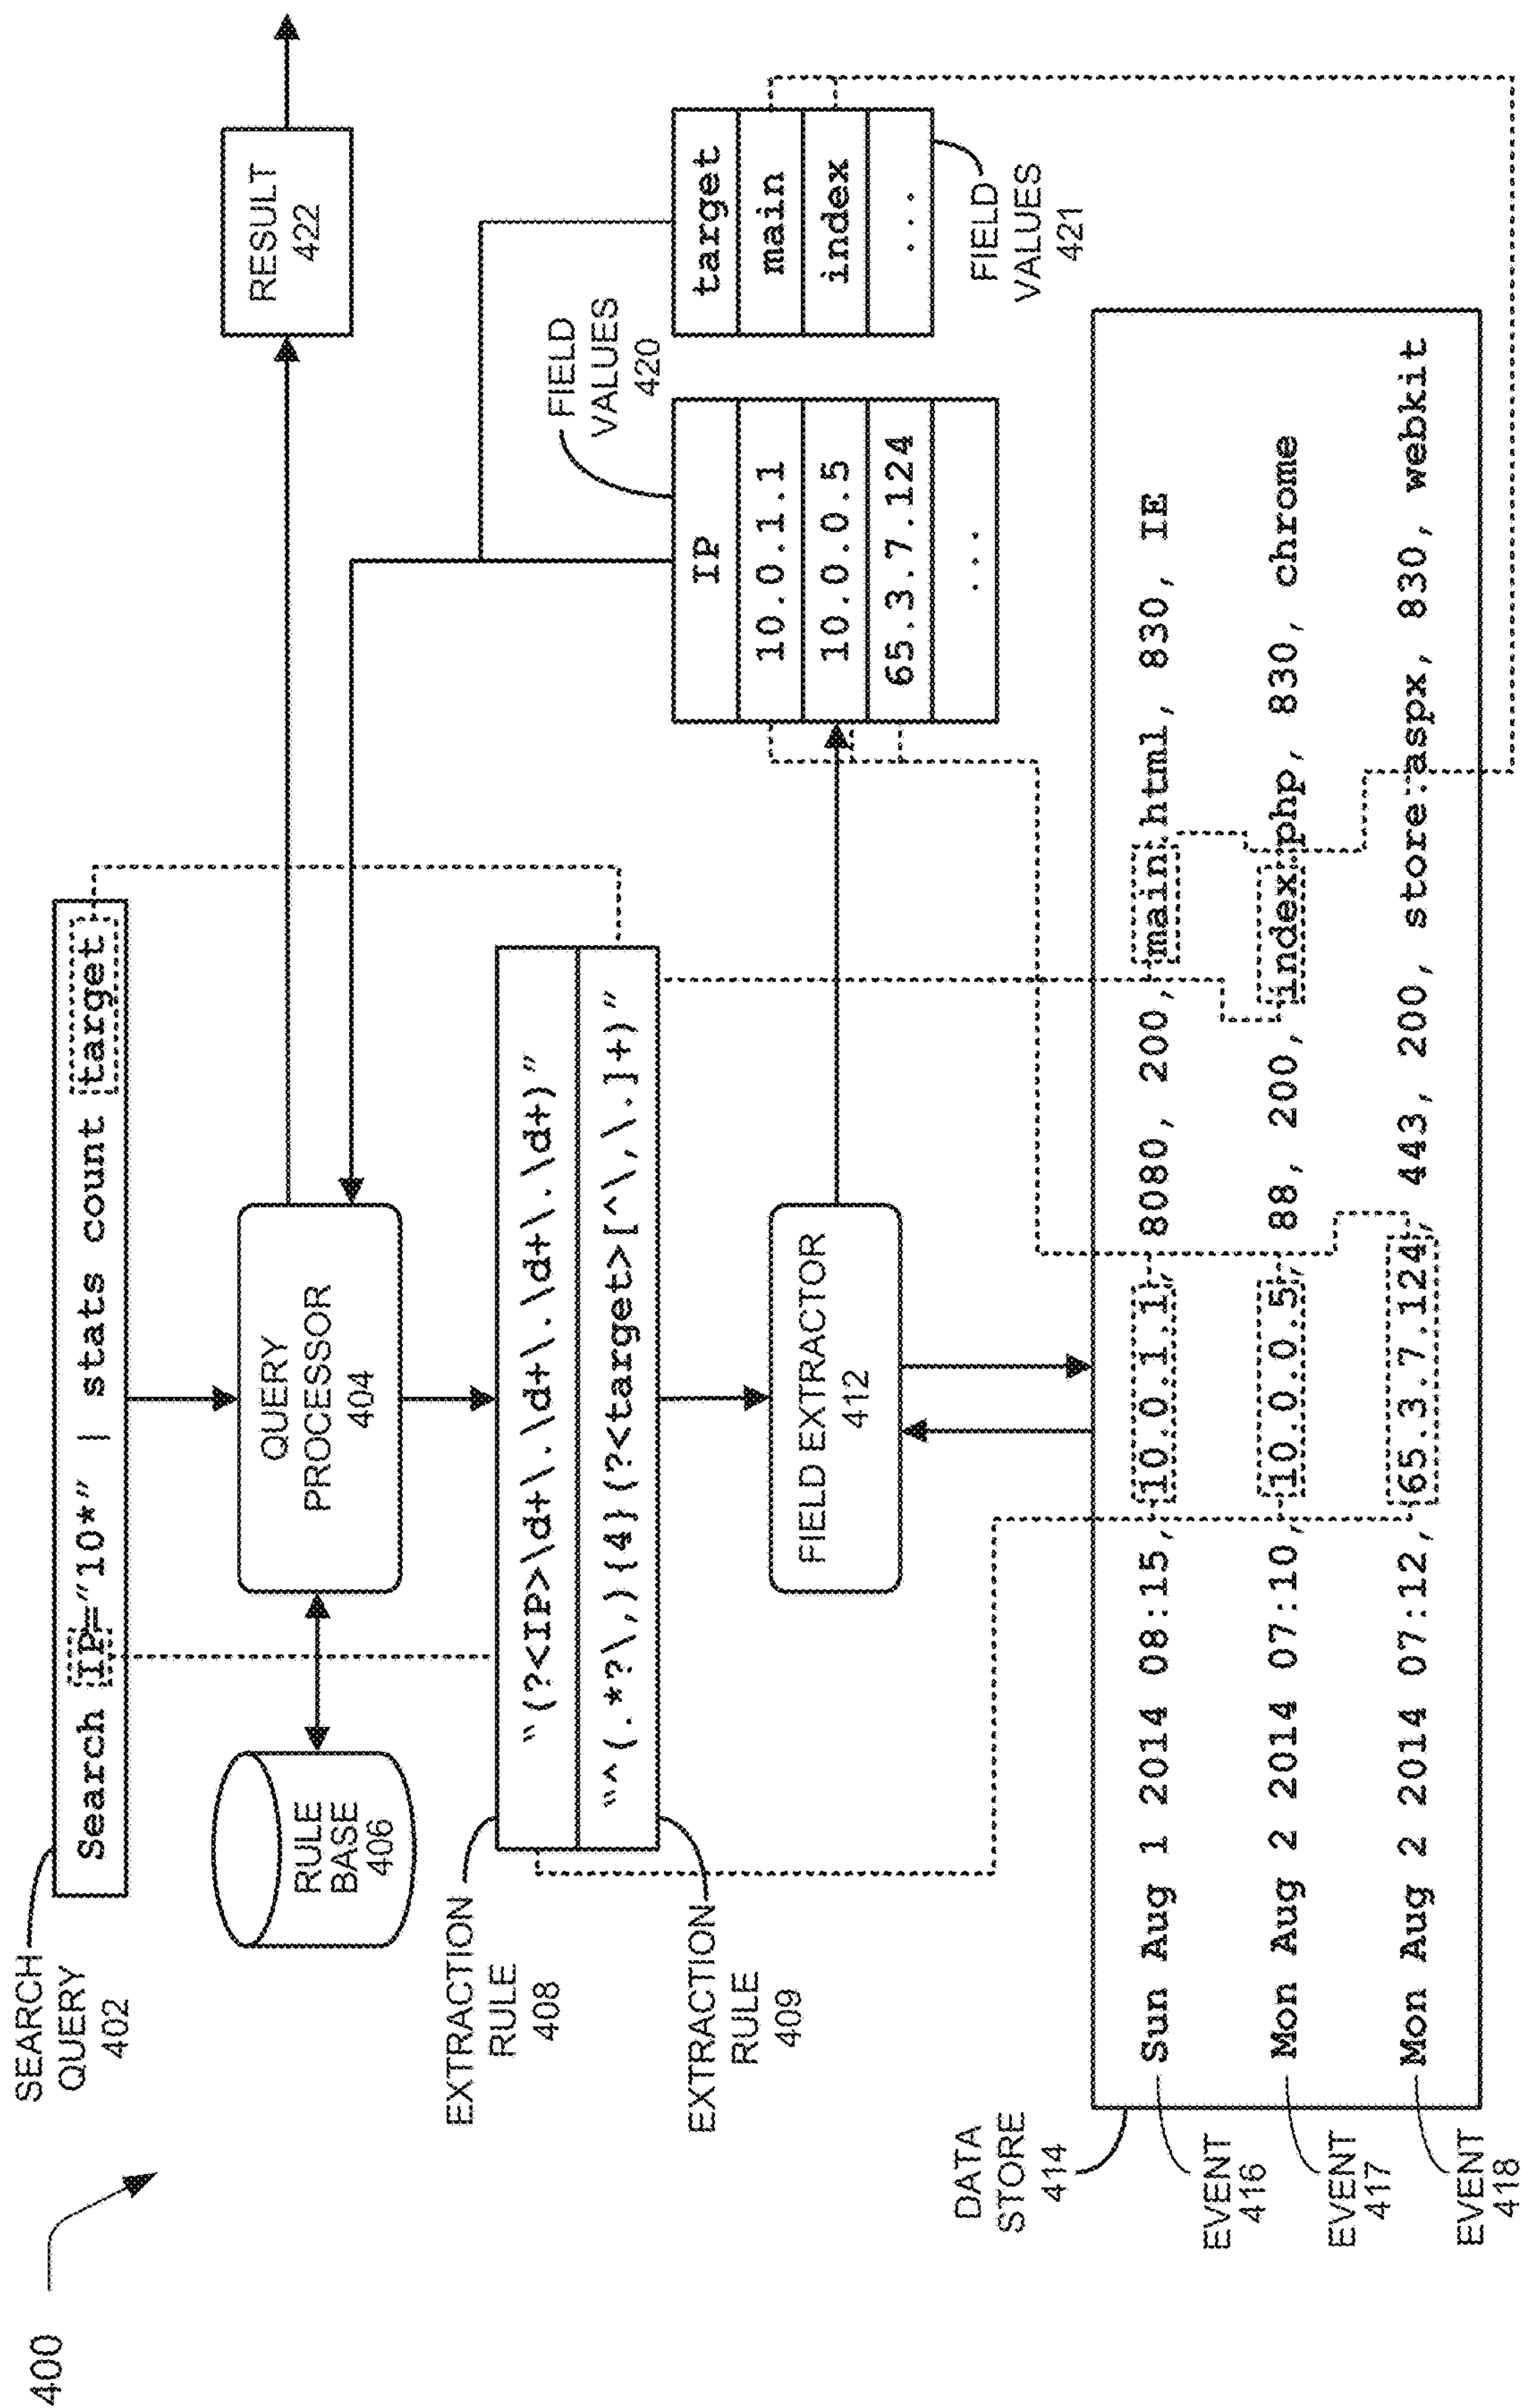 400
SEARCH
QUERY
402
Search IP="10*" | stats count target
RULE
BASE
406
QUERY
PROCESSOR
404
RESULT
422
EXTRACTION
RULE
408
"(?<IP>\d+\.\d+\.\d+\.\d+)"
"^(.*?\,){4}(?<target>[^\,\.]+)"
EXTRACTION
RULE
409
FIELD EXTRACTOR
412
FIELD
VALUES
420
IP
10.0.1.1
10.0.0.5
65.3.7.124
...
target
main
index
...
FIELD
VALUES
421
DATA
STORE
414
EVENT
416
Sun Aug 1 2014 08:15, 10.0.1.1, 8080, 200, main.html, 830, IE
EVENT
417
Mon Aug 2 2014 07:10, 10.0.0.5, 88, 200, index.php, 830, chrome
EVENT
418
Mon Aug 2 2014 07:12, 65.3.7.124, 443, 200, store.aspx, 830, webkit